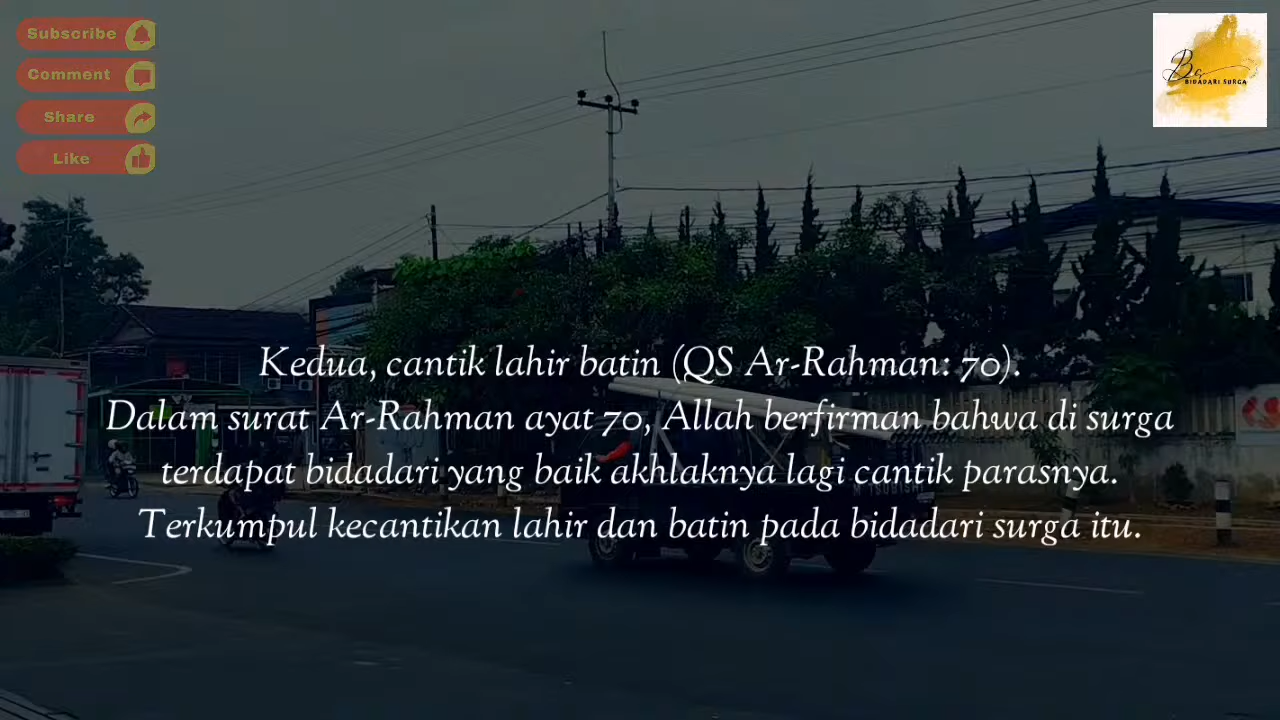 Subscribe
Comment
Share
Like
BIDADARI SURGA
Kedua, cantik lahir batin (QS Ar-Rahman: 70).
Dalam surat Ar-Rahman ayat 70, Allah berfirman bahwa di surga
terdapat bidadari yang baik akhlaknya lagi cantik parasnya.
Terkumpul kecantikan lahir dan batin pada bidadari surga itu.